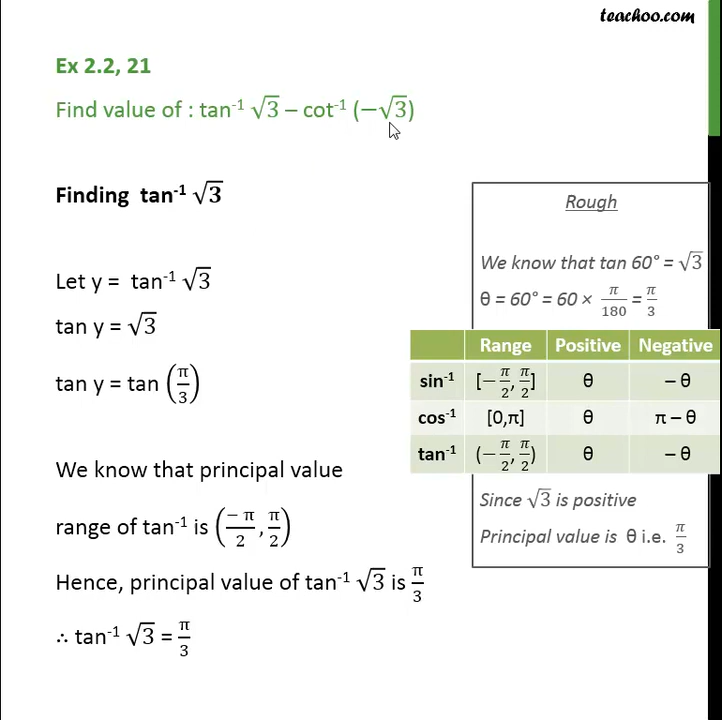 teachoo.com
Ex 2.2, 21
Find value of : tan⁻¹ √3 – cot⁻¹ (−√3)
Finding tan⁻¹ √3
Let y = tan⁻¹ √3
tan y = √3
tan y = tan (π/3)
We know that principal value
range of tan⁻¹ is (−π/2 , π/2)
Hence, principal value of tan⁻¹ √3 is π/3
∴ tan⁻¹ √3 = π/3
Rough
We know that tan 60° = √3
θ = 60° = 60 × π/180 = π/3
Range Positive Negative
sin⁻¹ [−π/2, π/2] θ – θ
cos⁻¹ [0,π] θ π – θ
tan⁻¹ (−π/2, π/2) θ – θ
Since √3 is positive
Principal value is θ i.e. π/3